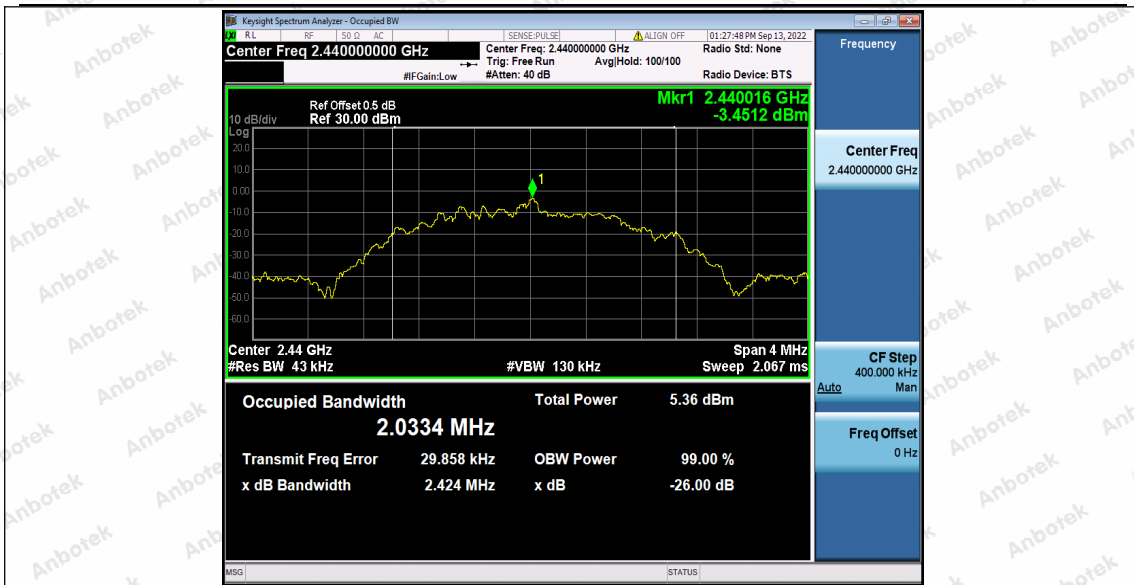 Keysight Spectrum Analyzer - Occupied BW
LXI RL RF 50 Ω AC SENSE:PULSE ALIGN OFF 01:27:48 PM Sep 13, 2022
Center Freq 2.440000000 GHz
Center Freq: 2.440000000 GHz Radio Std: None
Trig: Free Run Avg|Hold: 100/100
#IFGain:Low #Atten: 40 dB Radio Device: BTS
Frequency
Mkr1 2.440016 GHz
-3.4512 dBm
Ref Offset 0.5 dB
10 dB/div Ref 30.00 dBm
Log
20.0
10.0
0.00
-10.0
-20.0
-30.0
-40.0
-50.0
-60.0
1
Center 2.44 GHz Span 4 MHz
#Res BW 43 kHz #VBW 130 kHz Sweep 2.067 ms
Occupied Bandwidth Total Power 5.36 dBm
2.0334 MHz
Transmit Freq Error 29.858 kHz OBW Power 99.00 %
x dB Bandwidth 2.424 MHz x dB -26.00 dB
Center Freq
2.440000000 GHz
CF Step
400.000 kHz
Auto Man
Freq Offset
0 Hz
MSG STATUS
Anbotek